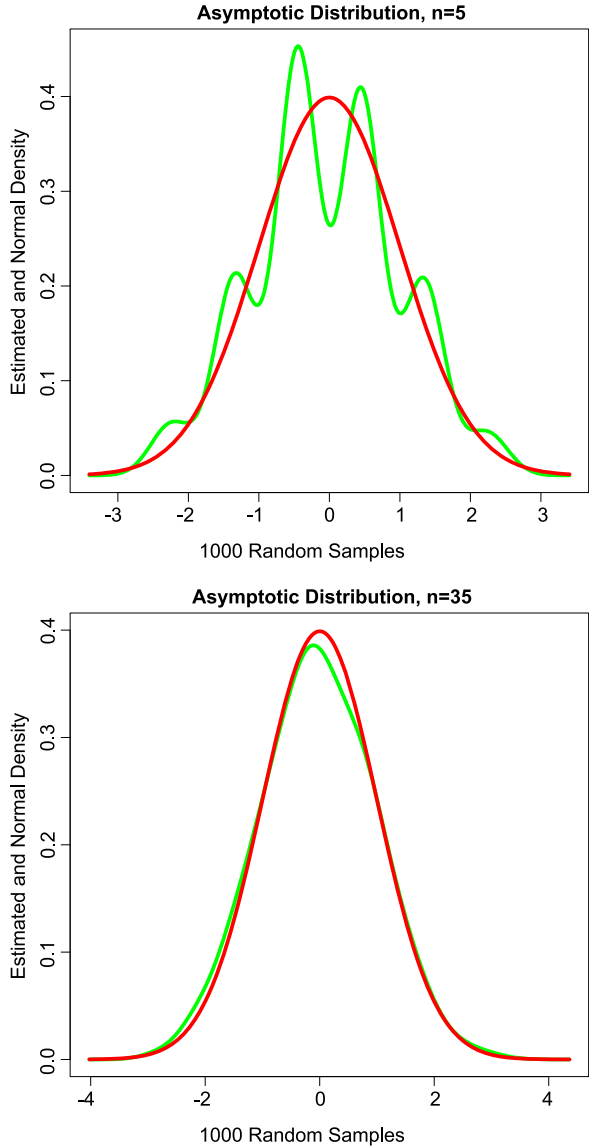 Asymptotic Distribution, n=5
Estimated and Normal Density
0.4
0.3
0.2
0.1
0.0
-3 -2 -1 0 1 2 3
1000 Random Samples
Asymptotic Distribution, n=35
Estimated and Normal Density
0.4
0.3
0.2
0.1
0.0
-4 -2 0 2 4
1000 Random Samples